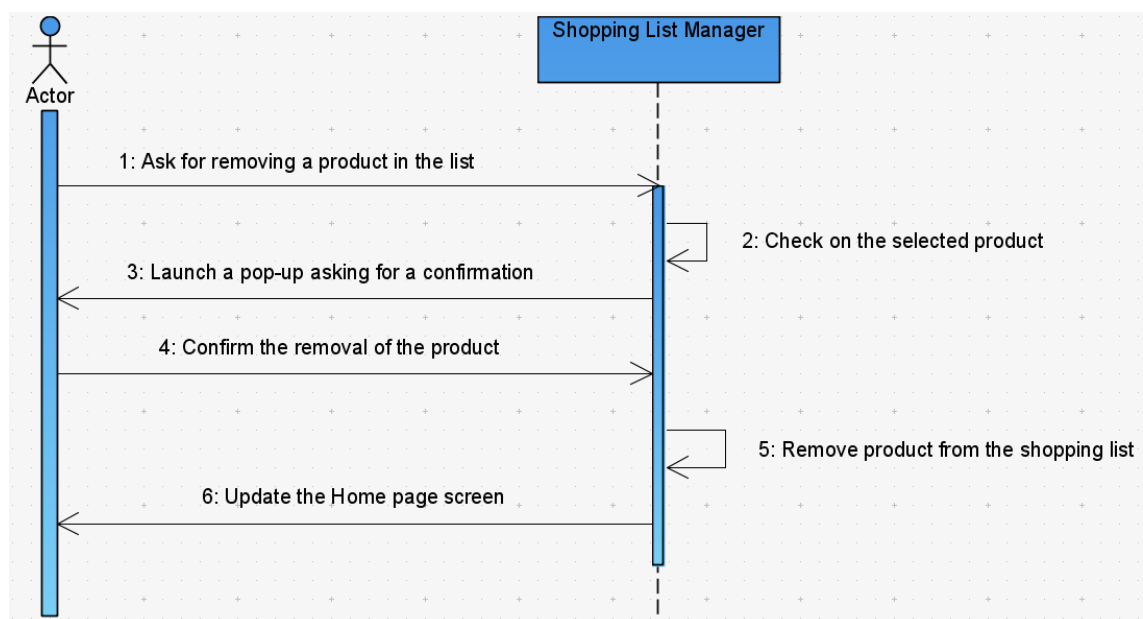 Shopping List Manager
Actor
1: Ask for removing a product in the list
2: Check on the selected product
3: Launch a pop-up asking for a confirmation
4: Confirm the removal of the product
5: Remove product from the shopping list
6: Update the Home page screen